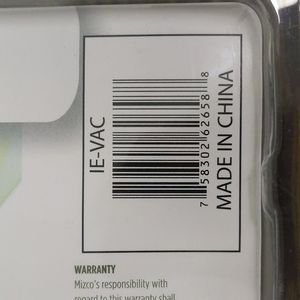 IE-VAC
7 58302 62658 8
MADE IN CHINA
WARRANTY
Mizco's responsibility with
regard to this warranty shall